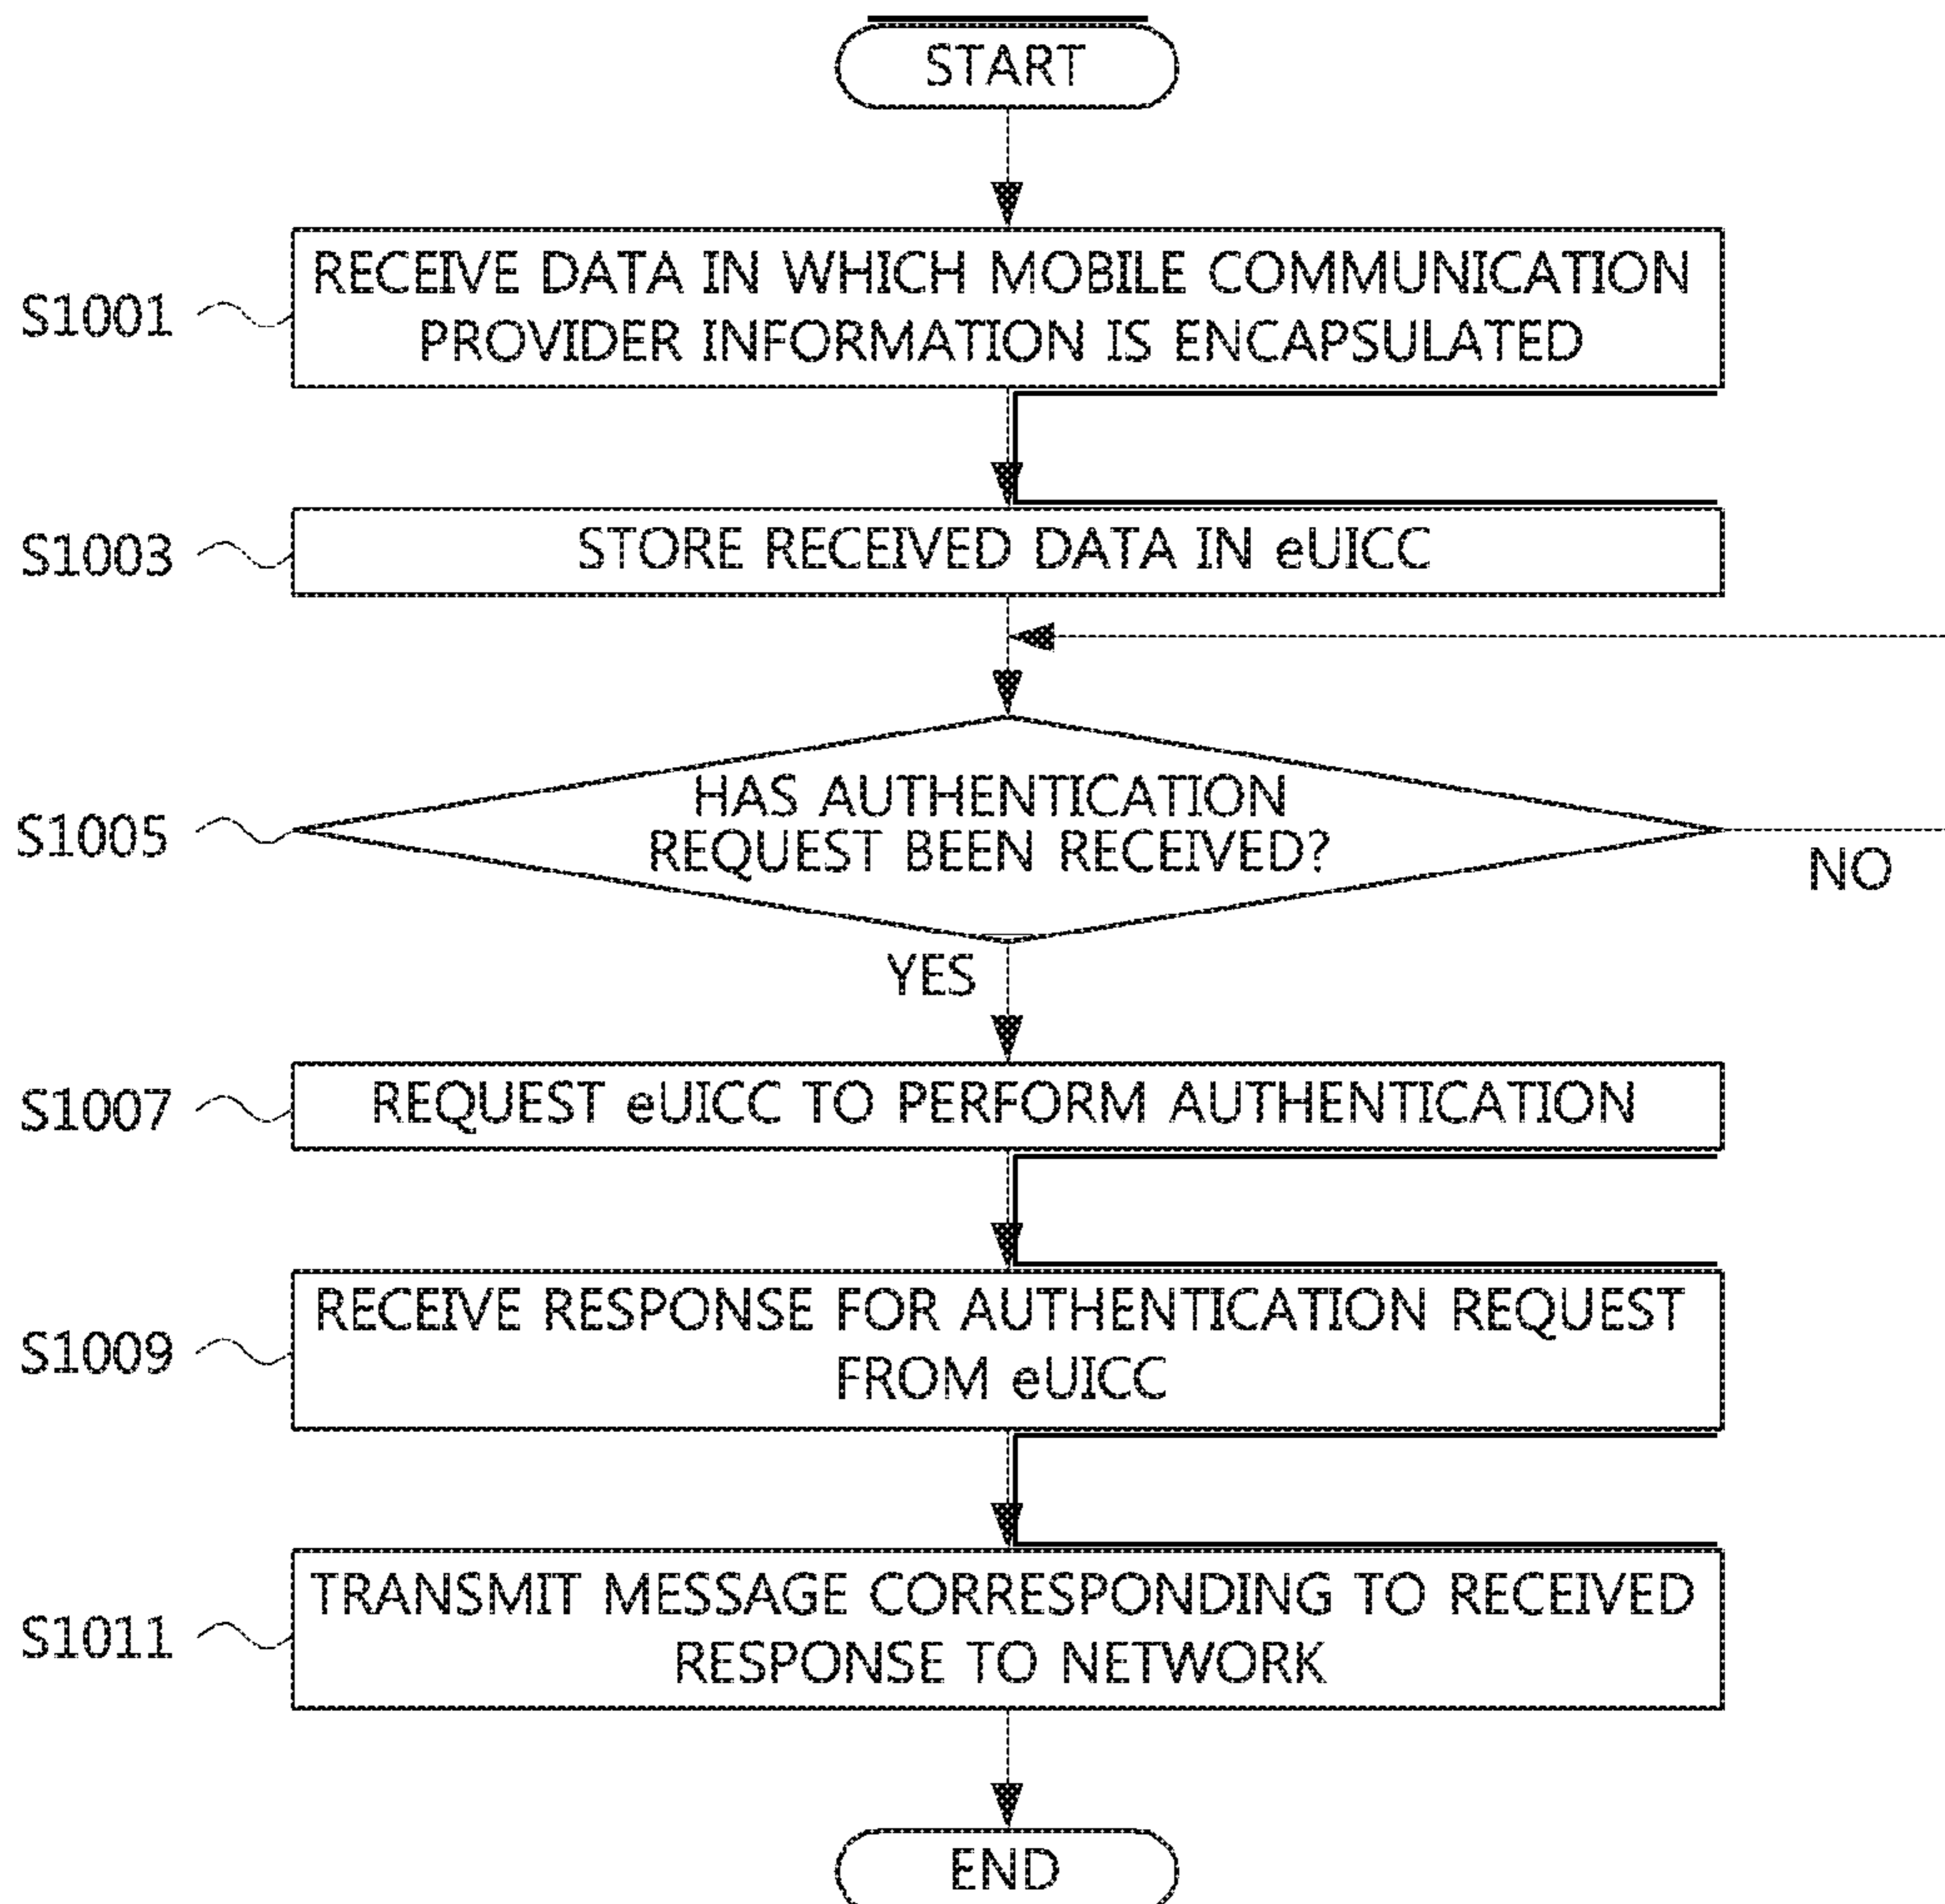 START
S1001
RECEIVE DATA IN WHICH MOBILE COMMUNICATION
PROVIDER INFORMATION IS ENCAPSULATED
S1003
STORE RECEIVED DATA IN eUICC
S1005
HAS AUTHENTICATION
REQUEST BEEN RECEIVED?
NO
YES
S1007
REQUEST eUICC TO PERFORM AUTHENTICATION
S1009
RECEIVE RESPONSE FOR AUTHENTICATION REQUEST
FROM eUICC
S1011
TRANSMIT MESSAGE CORRESPONDING TO RECEIVED
RESPONSE TO NETWORK
END